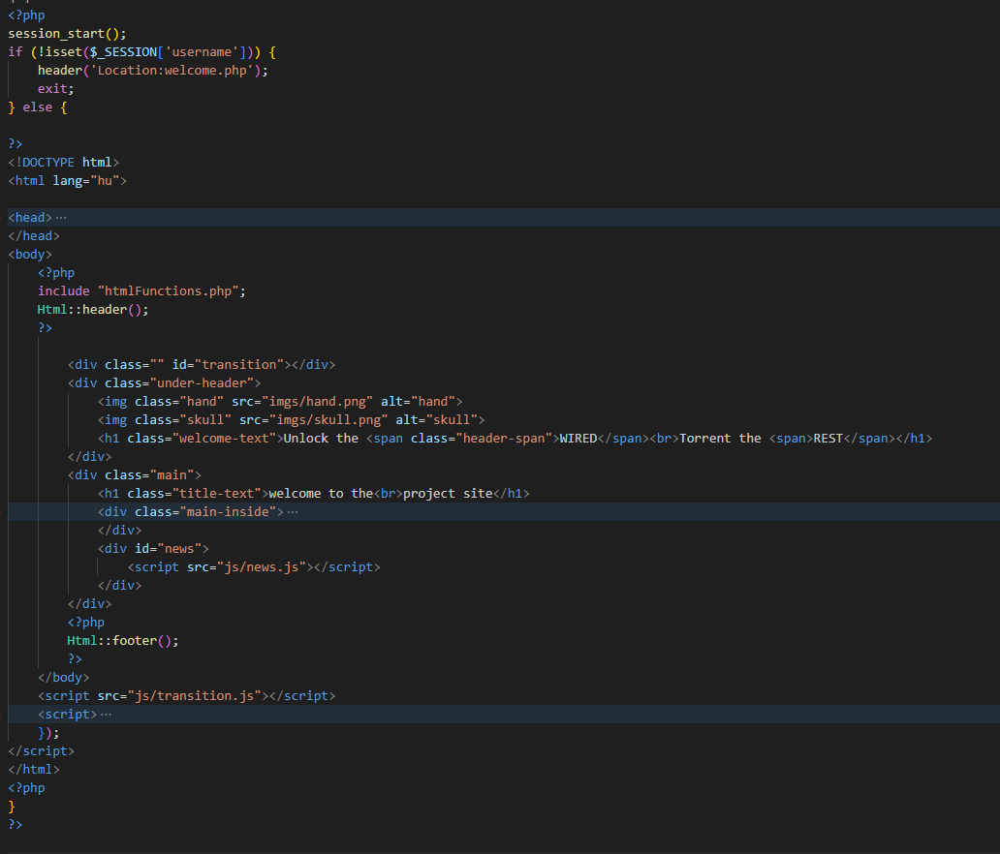 <?php
session_start();
if (!isset($_SESSION['username'])) {
    header('Location:welcome.php');
    exit;
} else {

?>
<!DOCTYPE html>
<html lang="hu">

<head>···
</head>
<body>
    <?php
    include "htmlFunctions.php";
    Html::header();
    ?>

        <div class="" id="transition"></div>
        <div class="under-header">
            <img class="hand" src="imgs/hand.png" alt="hand">
            <img class="skull" src="imgs/skull.png" alt="skull">
            <h1 class="welcome-text">Unlock the <span class="header-span">WIRED</span><br>Torrent the <span>REST</span></h1>
        </div>
        <div class="main">
            <h1 class="title-text">welcome to the<br>project site</h1>
            <div class="main-inside">···
            </div>
            <div id="news">
                <script src="js/news.js"></script>
            </div>
        </div>
        <?php
        Html::footer();
        ?>
    </body>
    <script src="js/transition.js"></script>
    <script>···
    });
</script>
</html>
<?php
}
?>